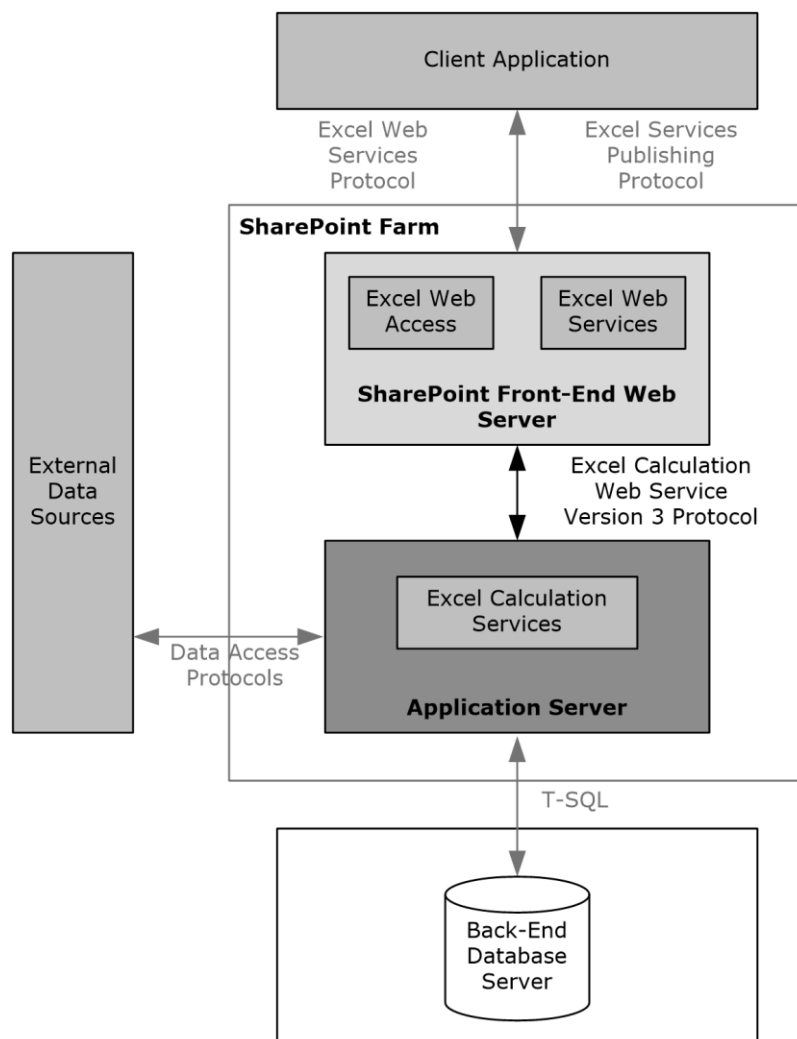 Client Application
Excel Web
Services
Protocol
Excel Services
Publishing
Protocol
SharePoint Farm
Excel Web
Access
Excel Web
Services
SharePoint Front-End Web
Server
External
Data
Sources
Excel Calculation
Web Service
Version 3 Protocol
Excel Calculation
Services
Data Access
Protocols
Application Server
T-SQL
Back-End
Database
Server